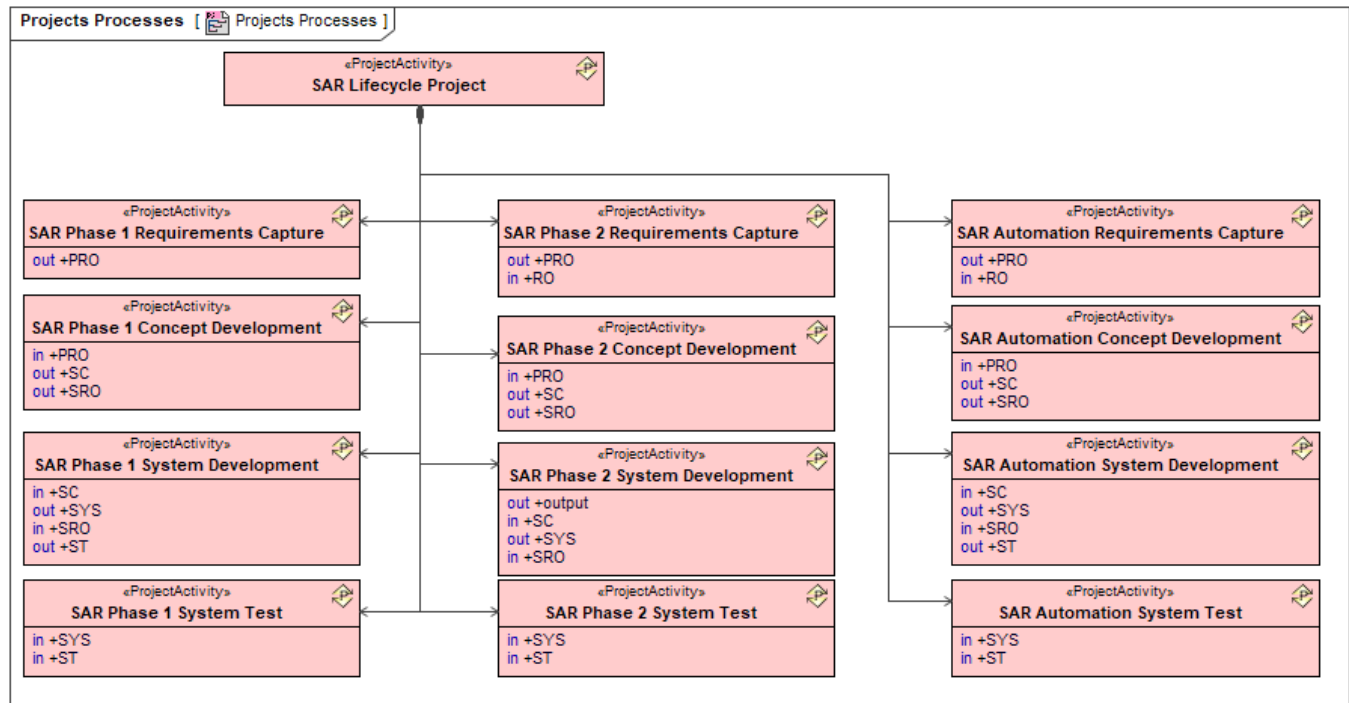 Projects Processes [ Projects Processes ]
«ProjectActivity»
SAR Lifecycle Project
«ProjectActivity»
SAR Phase 1 Requirements Capture
out +PRO
«ProjectActivity»
SAR Phase 2 Requirements Capture
out +PRO
in +RO
«ProjectActivity»
SAR Automation Requirements Capture
out +PRO
in +RO
«ProjectActivity»
SAR Phase 1 Concept Development
in +PRO
out +SC
out +SRO
«ProjectActivity»
SAR Phase 2 Concept Development
in +PRO
out +SC
out +SRO
«ProjectActivity»
SAR Automation Concept Development
in +PRO
out +SC
out +SRO
«ProjectActivity»
SAR Phase 1 System Development
in +SC
out +SYS
in +SRO
out +ST
«ProjectActivity»
SAR Phase 2 System Development
out +output
in +SC
out +SYS
in +SRO
«ProjectActivity»
SAR Automation System Development
in +SC
out +SYS
in +SRO
out +ST
«ProjectActivity»
SAR Phase 1 System Test
in +SYS
in +ST
«ProjectActivity»
SAR Phase 2 System Test
in +SYS
in +ST
«ProjectActivity»
SAR Automation System Test
in +SYS
in +ST